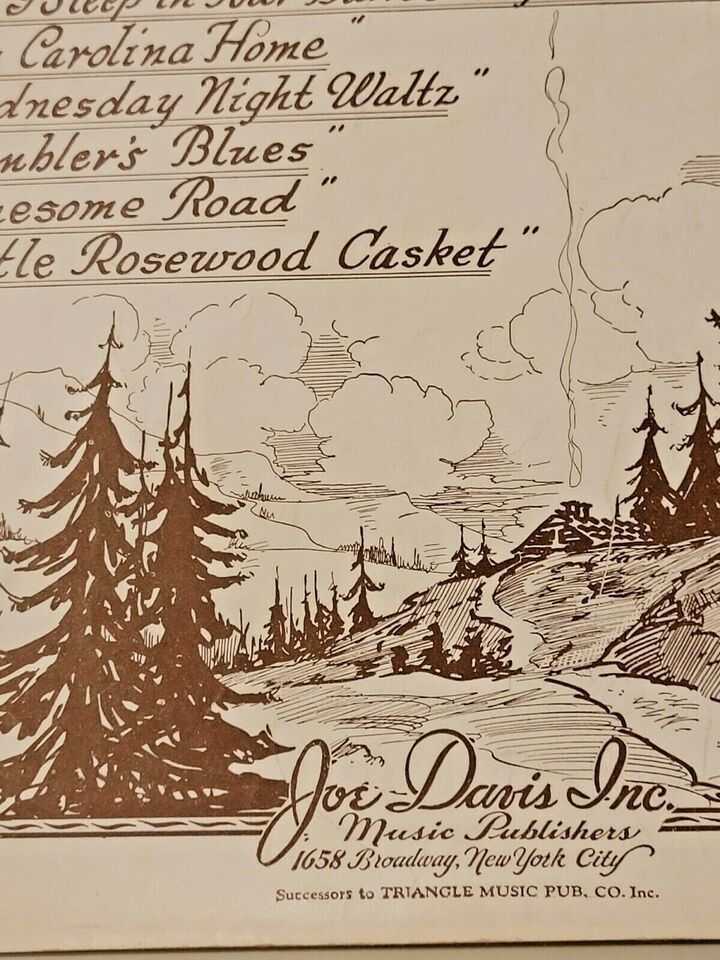 Carolina Home "
dnesday Night Waltz "
mbler's Blues "
esome Road "
tle Rosewood Casket "
Joe Davis Inc.
Music Publishers
1658 Broadway, New York City
Successors to TRIANGLE MUSIC PUB. CO. Inc.